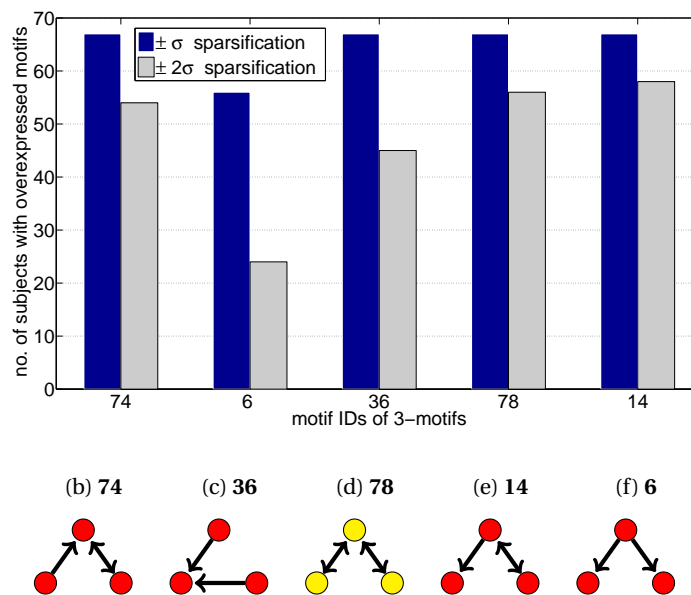 70
60
50
40
30
20
10
0
no. of subjects with overexpressed motifs
± σ sparsification
± 2σ sparsification
74 6 36 78 14
motif IDs of 3−motifs
(b) 74 (c) 36 (d) 78 (e) 14 (f) 6